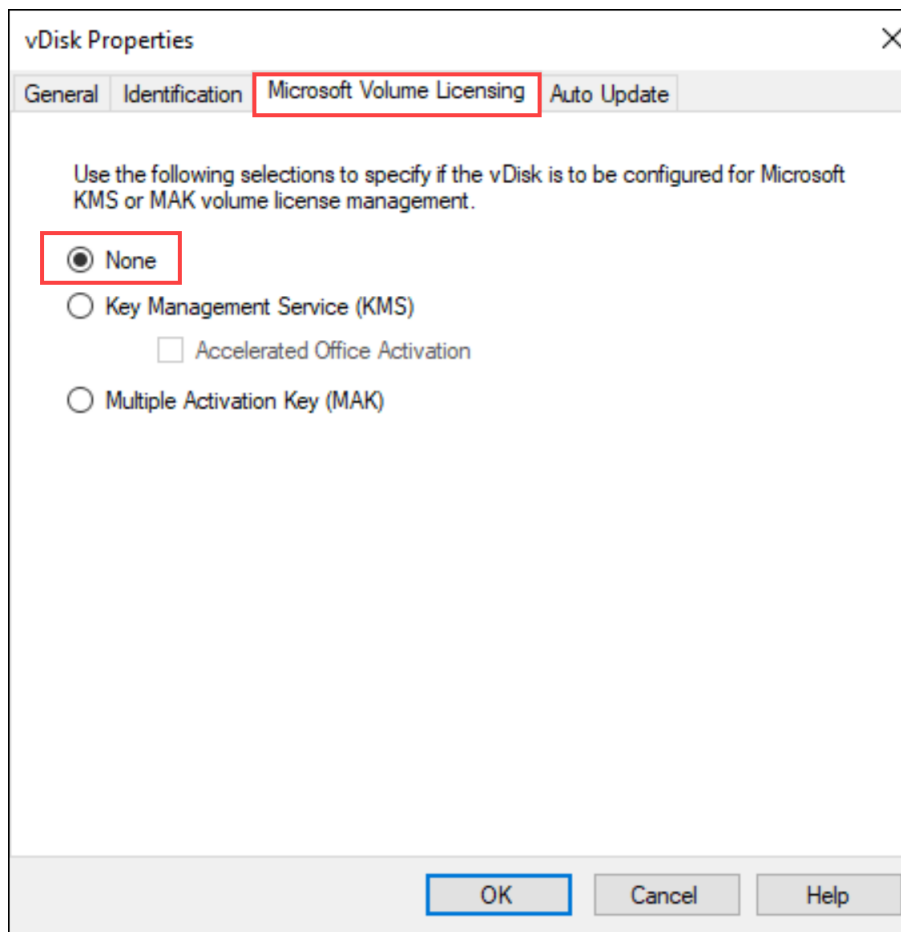 vDisk Properties
General Identification Microsoft Volume Licensing Auto Update
Use the following selections to specify if the vDisk is to be configured for Microsoft
KMS or MAK volume license management.
None
Key Management Service (KMS)
Accelerated Office Activation
Multiple Activation Key (MAK)
OK Cancel Help